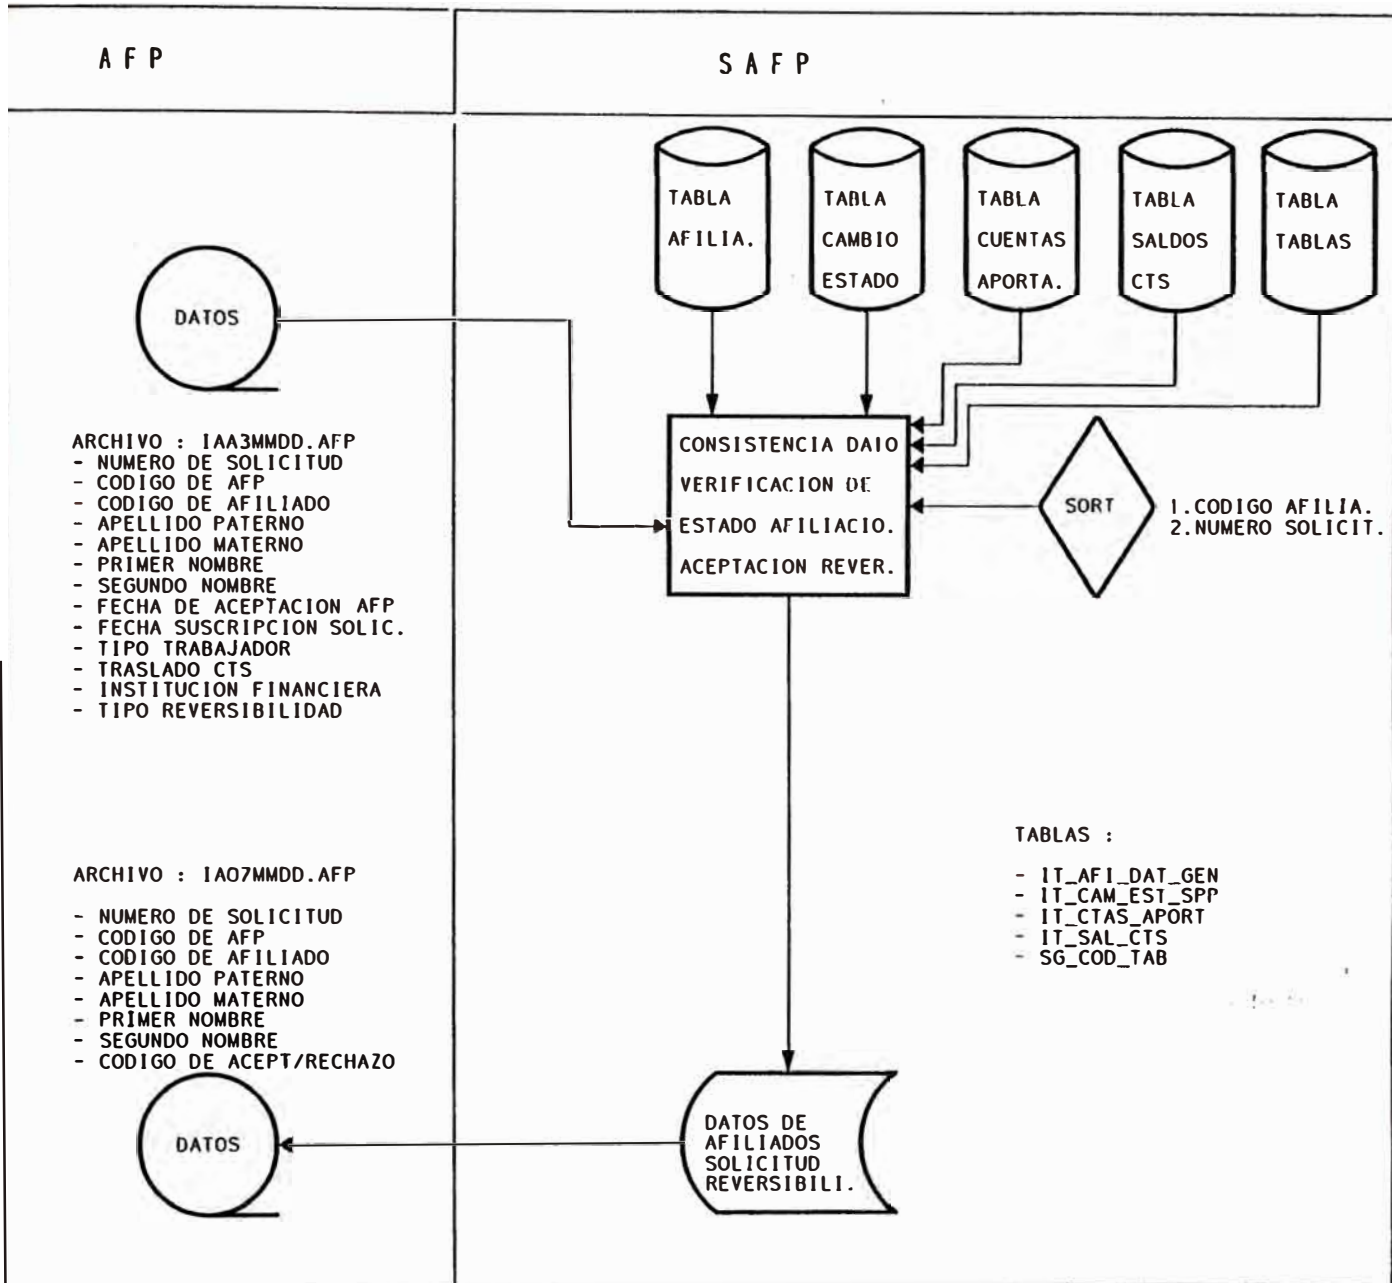 A F P
S A F P
TABLA
AFILIA.
TABLA
CAMBIO
ESTADO
TABLA
CUENTAS
APORTA.
TABLA
SALDOS
CTS
TABLA
TABLAS
DATOS
CONSISTENCIA DATO
VERIFICACION DE
ESTADO AFILIACIO.
ACEPTACION REVER.
SORT
1.CODIGO AFILIA.
2.NUMERO SOLICIT.
ARCHIVO : IAA3MMDD.AFP
- NUMERO DE SOLICITUD
- CODIGO DE AFP
- CODIGO DE AFILIADO
- APELLIDO PATERNO
- APELLIDO MATERNO
- PRIMER NOMBRE
- SEGUNDO NOMBRE
- FECHA DE ACEPTACION AFP
- FECHA SUSCRIPCION SOLIC.
- TIPO TRABAJADOR
- TRASLADO CTS
- INSTITUCION FINANCIERA
- TIPO REVERSIBILIDAD
TABLAS :
- IT_AFI_DAT_GEN
- IT_CAM_EST_SPP
- IT_CTAS_APORT
- IT_SAL_CTS
- SG_COD_TAB
ARCHIVO : IA07MMDD.AFP
- NUMERO DE SOLICITUD
- CODIGO DE AFP
- CODIGO DE AFILIADO
- APELLIDO PATERNO
- APELLIDO MATERNO
- PRIMER NOMBRE
- SEGUNDO NOMBRE
- CODIGO DE ACEPT/RECHAZO
DATOS
DATOS DE
AFILIADOS
SOLICITUD
REVERSIBILI.